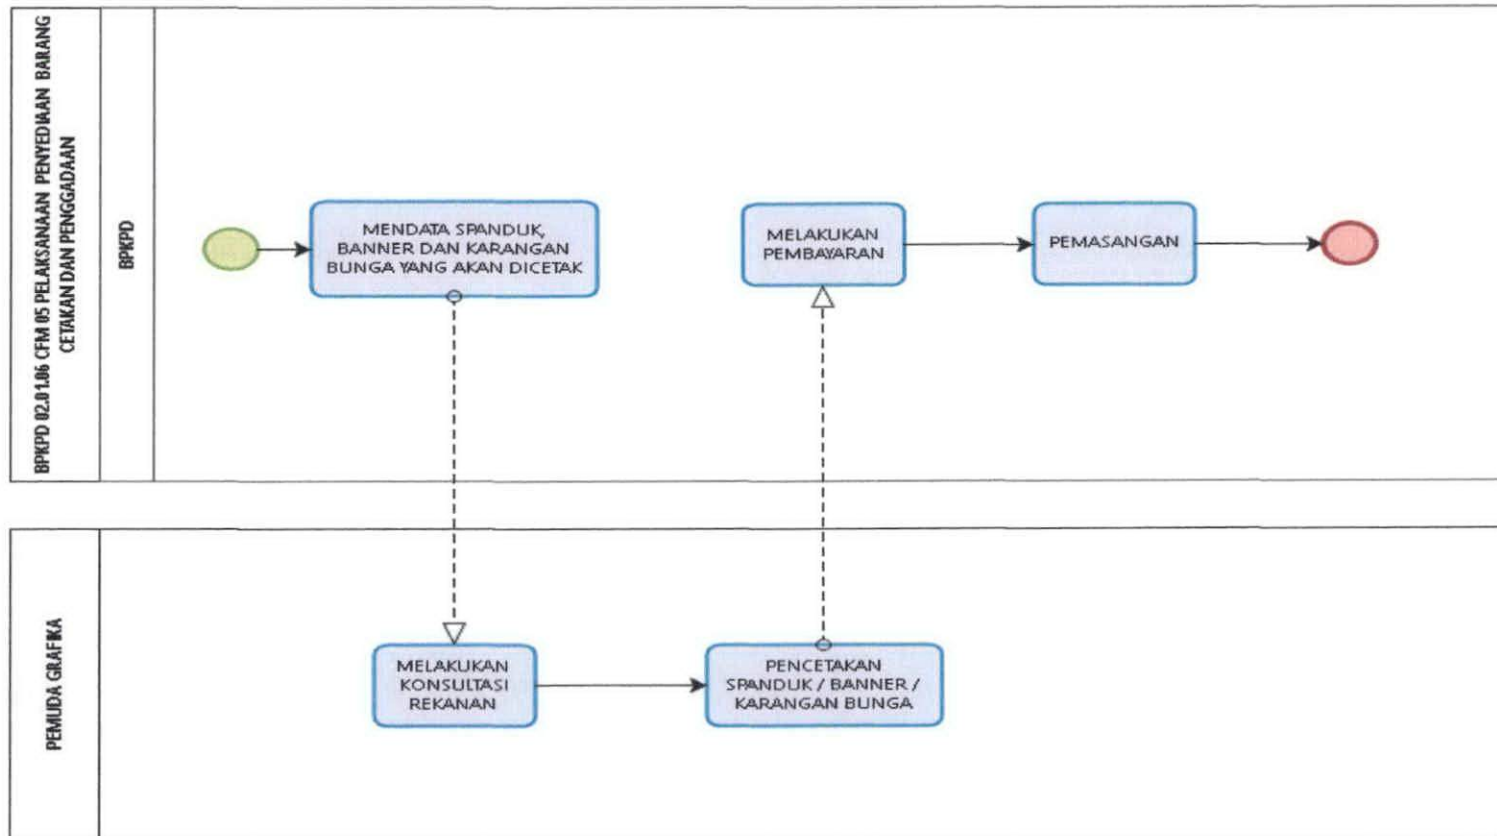 BPKPD 02.01.06 CFM 05 PELAKSANAAN PENYEDIAAN BARANG
CETAKAN DAN PENGGADAAN
BPKPD
MENDATA SPANDUK,
BANNER DAN KARANGAN
BUNGA YANG AKAN DICETAK
MELAKUKAN
PEMBAYARAN
PEMASANGAN
PEMUDA GRAFIKA
MELAKUKAN
KONSULTASI
REKANAN
PENCETAKAN
SPANDUK / BANNER /
KARANGAN BUNGA